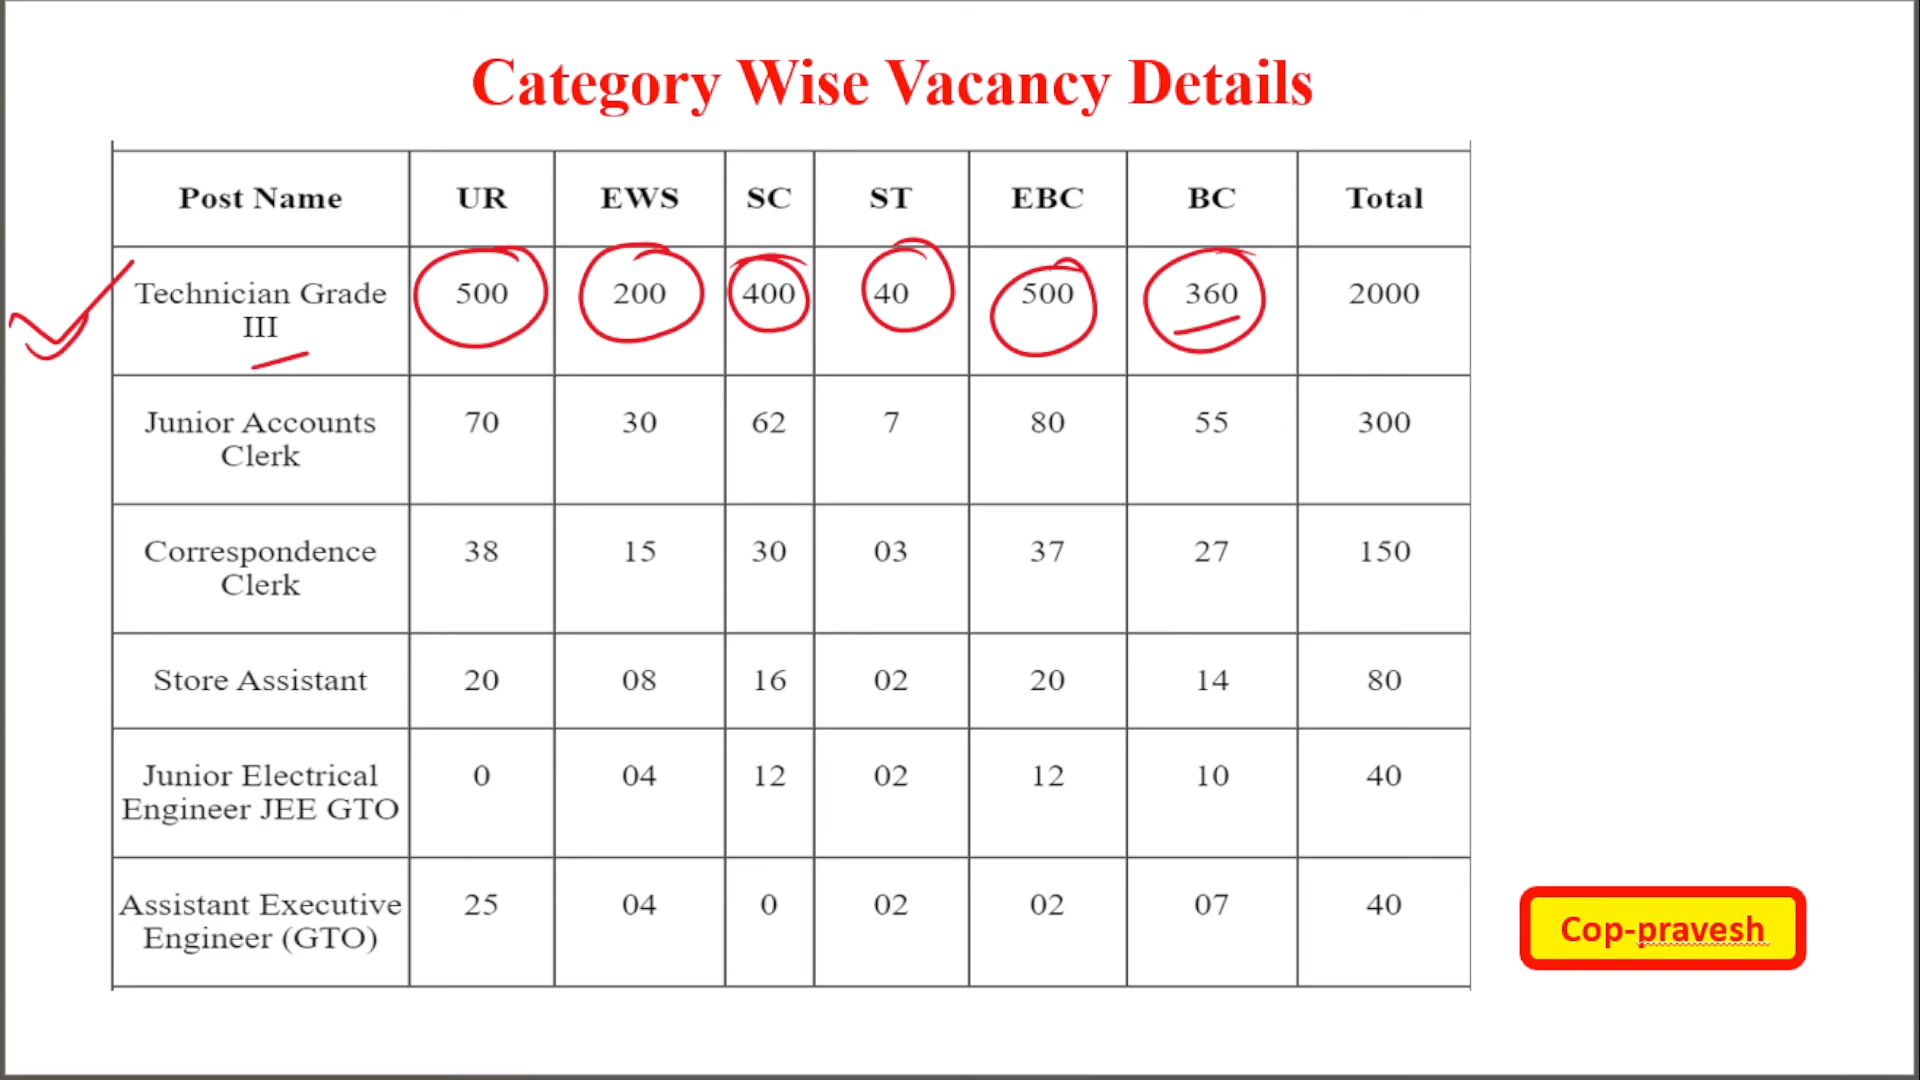 Category Wise Vacancy Details
Post Name UR EWS SC ST EBC BC Total
Technician Grade III 500 200 400 40 500 360 2000
Junior Accounts Clerk 70 30 62 7 80 55 300
Correspondence Clerk 38 15 30 03 37 27 150
Store Assistant 20 08 16 02 20 14 80
Junior Electrical Engineer JEE GTO 0 04 12 02 12 10 40
Assistant Executive Engineer (GTO) 25 04 0 02 02 07 40
Cop-pravesh